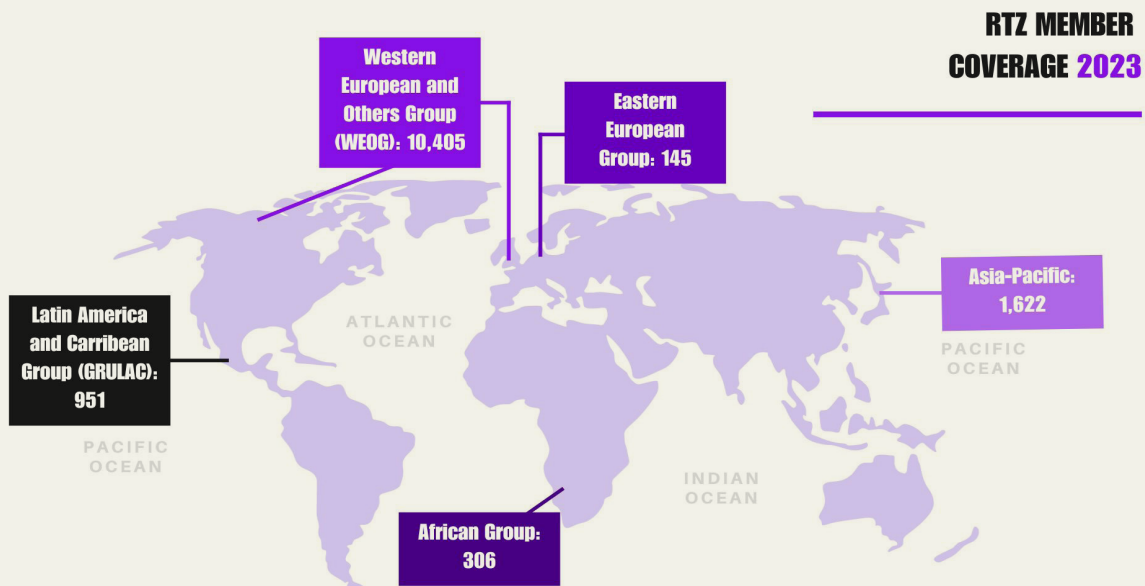 RTZ MEMBER
COVERAGE 2023
Western
European and
Others Group
(WEOG): 10,405
Eastern
European
Group: 145
Asia-Pacific:
1,622
Latin America
and Carribean
Group (GRULAC):
951
African Group:
306
ATLANTIC
OCEAN
PACIFIC
OCEAN
PACIFIC
OCEAN
INDIAN
OCEAN